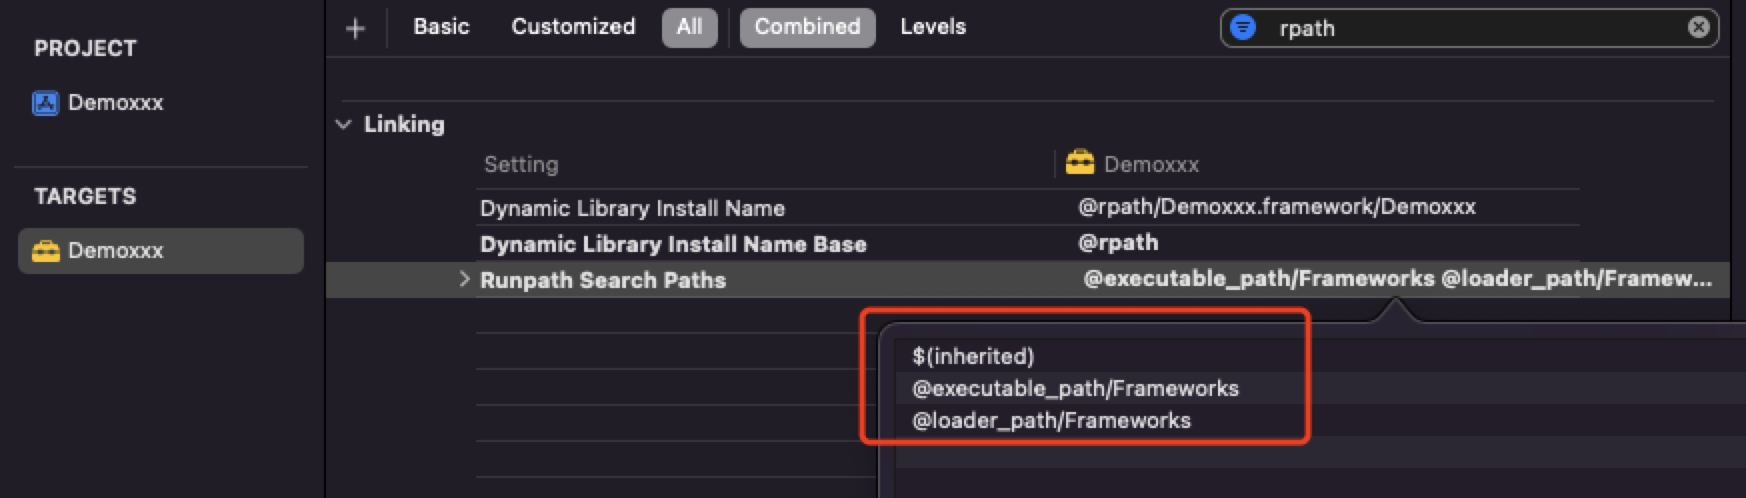 PROJECT
Demoxxx
TARGETS
Demoxxx
+ Basic Customized All Combined Levels rpath
Linking
Setting Demoxxx
Dynamic Library Install Name @rpath/Demoxxx.framework/Demoxxx
Dynamic Library Install Name Base @rpath
Runpath Search Paths @executable_path/Frameworks @loader_path/Framew...
$(inherited)
@executable_path/Frameworks
@loader_path/Frameworks